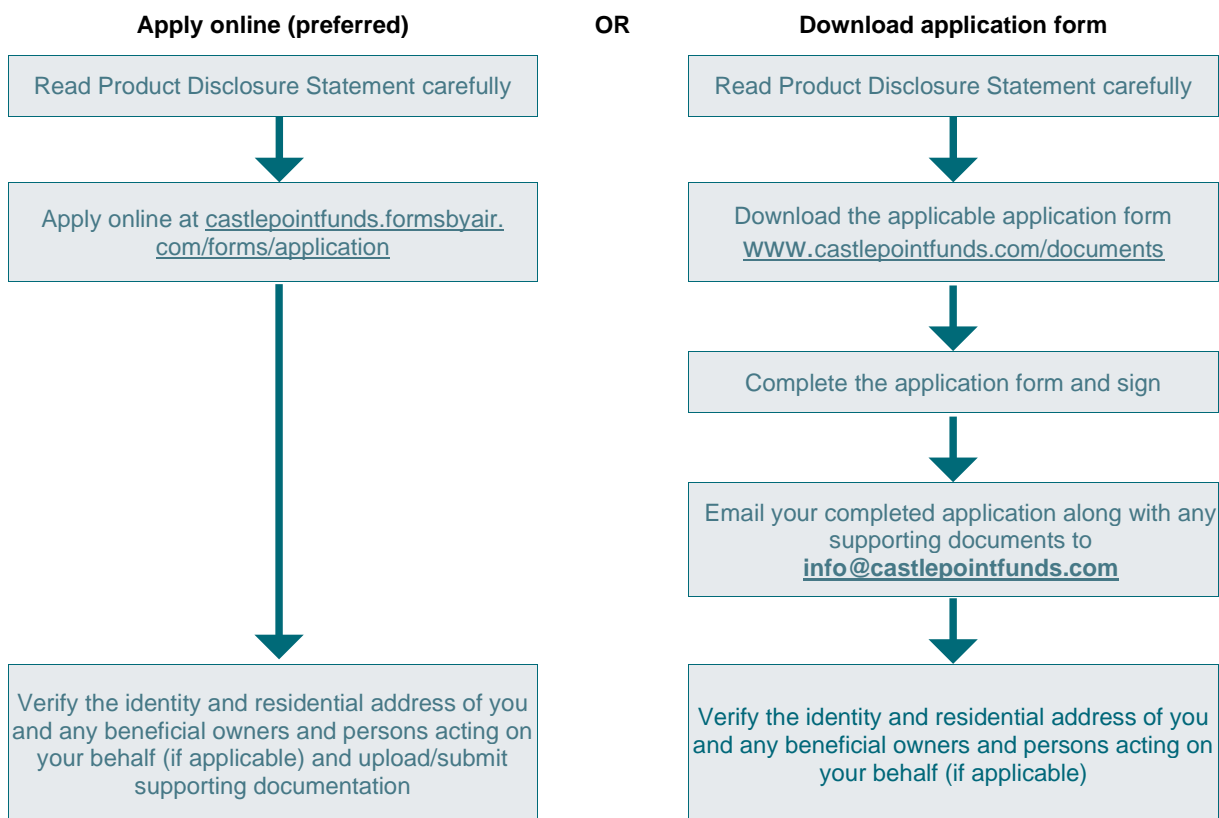 Apply online (preferred)
OR
Download application form
Read Product Disclosure Statement carefully
Apply online at castlepointfunds.formsbyair.
com/forms/application
Verify the identity and residential address of you
and any beneficial owners and persons acting on
your behalf (if applicable) and upload/submit
supporting documentation
Read Product Disclosure Statement carefully
Download the applicable application form
www.castlepointfunds.com/documents
Complete the application form and sign
Email your completed application along with any
supporting documents to
info@castlepointfunds.com
Verify the identity and residential address of you
and any beneficial owners and persons acting on
your behalf (if applicable)